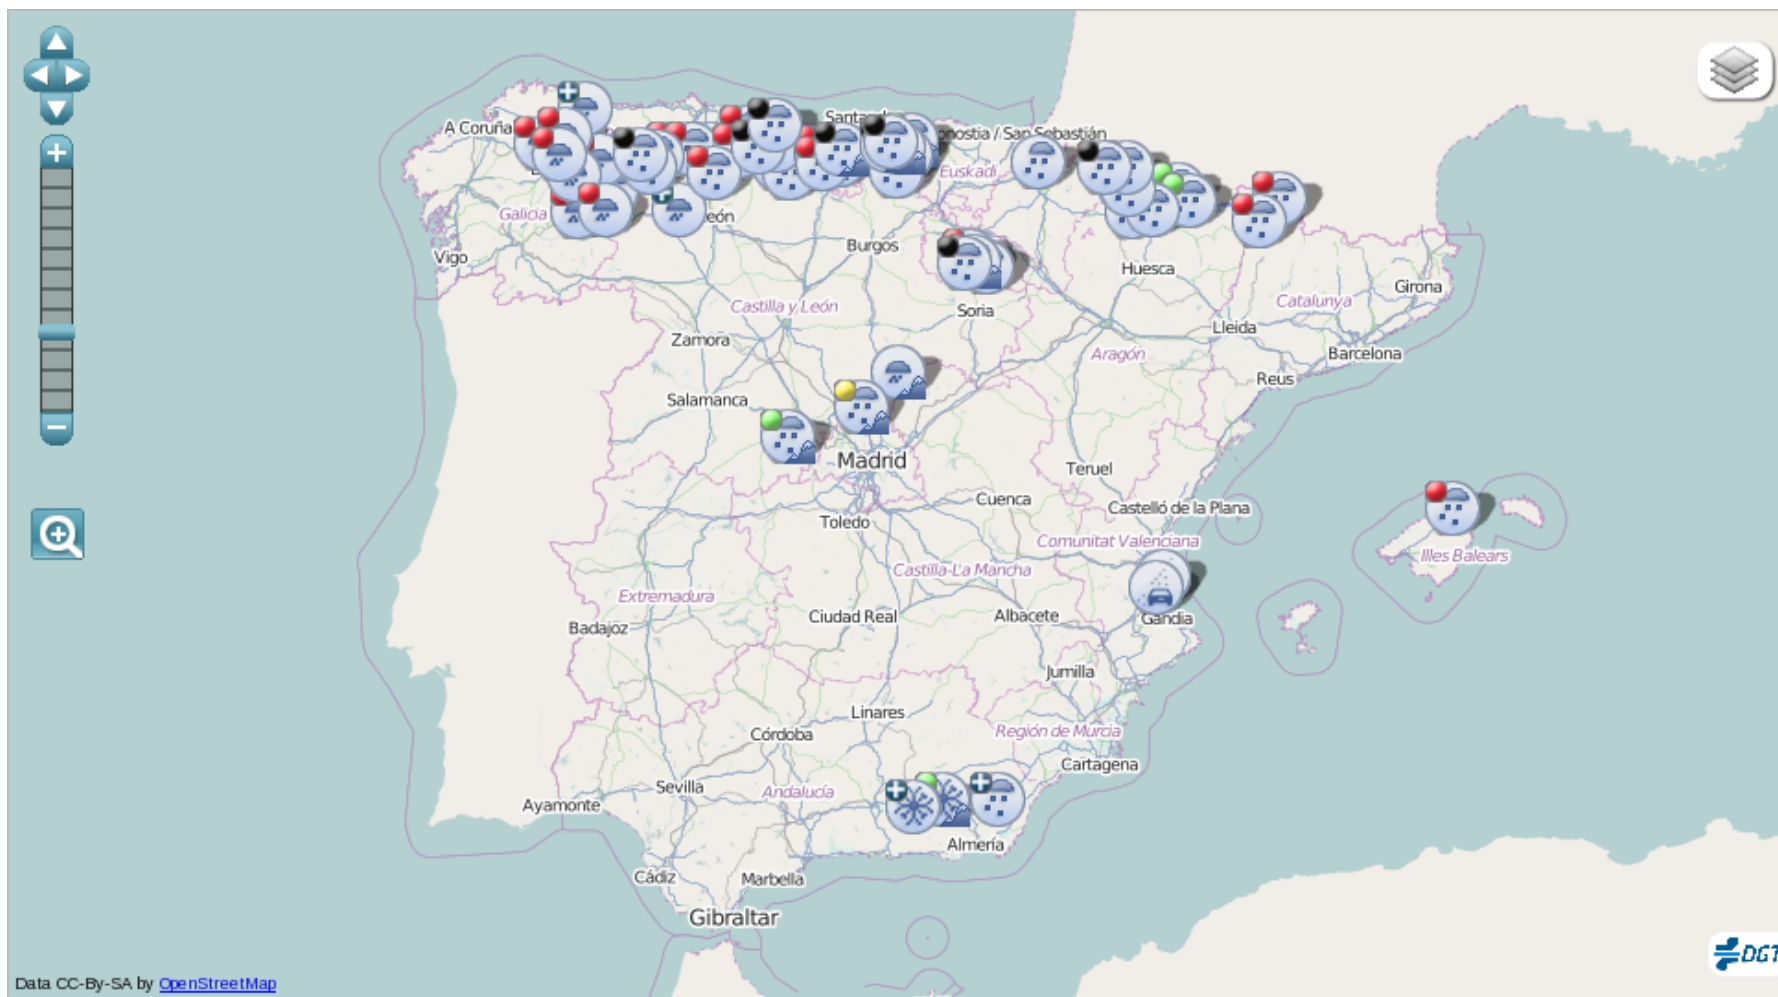 A Coruña
Santande
onostia / San Sebastián
Euskadi
Galicia
eón
Vigo
Burgos
Huesca
Girona
Castilla y León
Soria
Catalunya
Lleida
Zamora
Aragón
Barcelona
Reus
Salamanca
Madrid
Teruel
Cuenca
Castelló de la Plana
Toledo
Comunitat Valenciana
Illes Balears
Castilla-La Mancha
Extremadura
Ciudad Real
Albacete
Gandia
Badajoz
Jumilla
Linares
Córdoba
Región de Murcia
Cartagena
Sevilla
Andalucía
Ayamonte
Almería
Cádiz
Marbella
Gibraltar
DGT
Data CC-By-SA by OpenStreetMap